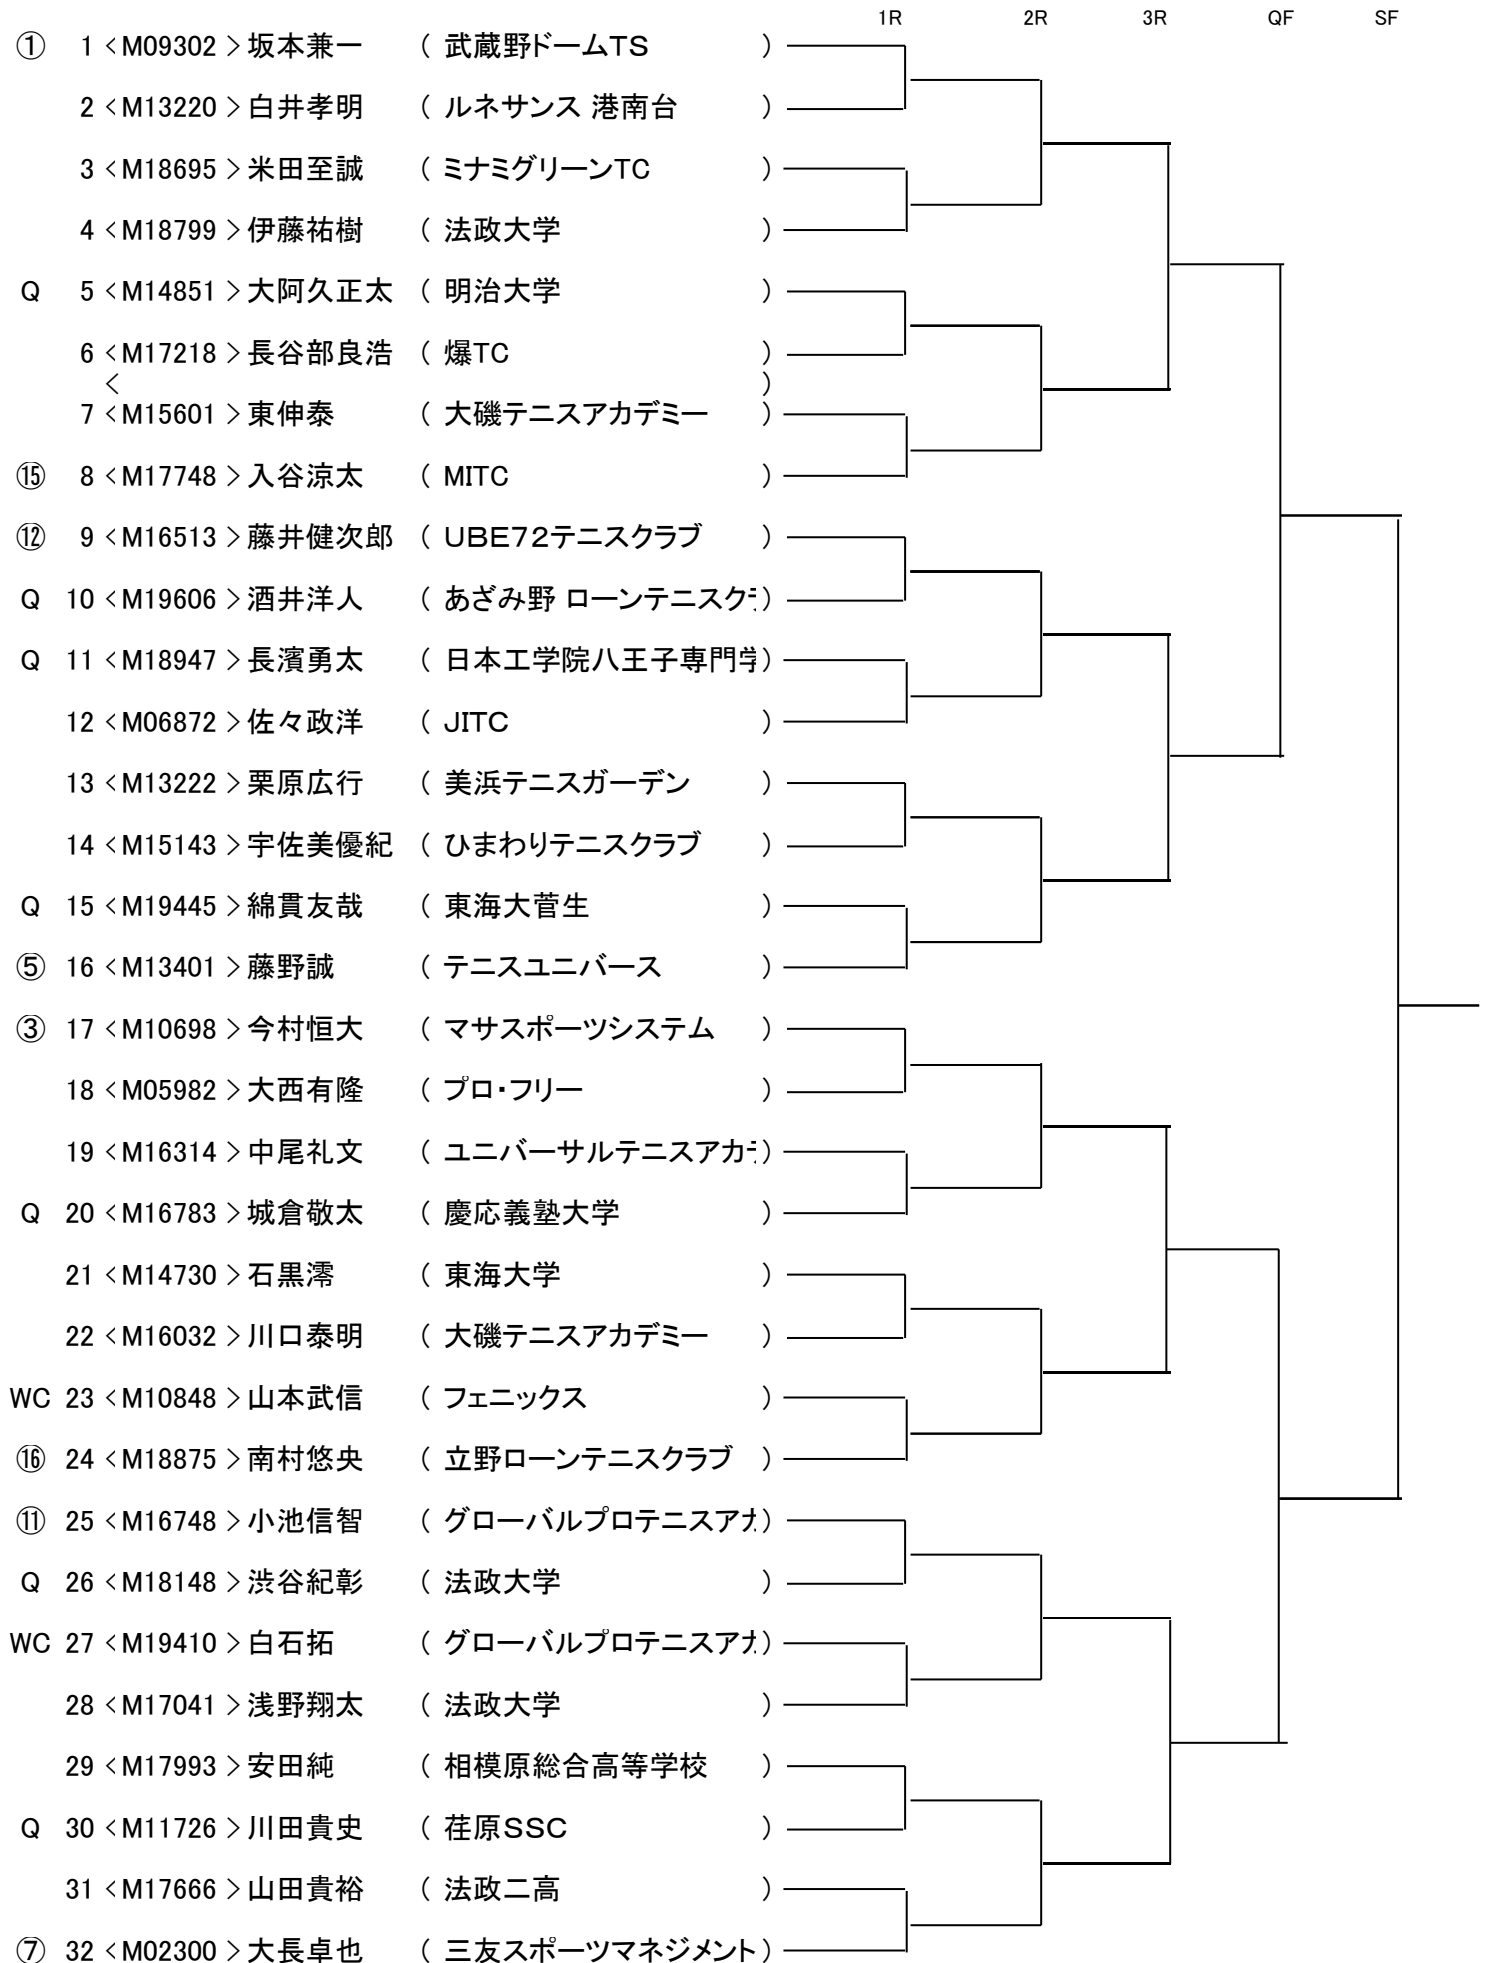 1R 2R 3R QF SF
① 1 <M09302> 坂本兼一 ( 武蔵野ドームTS )
2 <M13220> 白井孝明 ( ルネサンス 港南台 )
3 <M18695> 米田至誠 ( ミナミグリーンTC )
4 <M18799> 伊藤祐樹 ( 法政大学 )
Q 5 <M14851> 大阿久正太 ( 明治大学 )
6 <M17218> 長谷部良浩 ( 爆TC )
< )
7 <M15601> 東伸泰 ( 大磯テニスアカデミー )
⑮ 8 <M17748> 入谷涼太 ( MITC )
⑫ 9 <M16513> 藤井健次郎 ( UBE72テニスクラブ )
Q 10 <M19606> 酒井洋人 ( あざみ野 ローンテニスク )
Q 11 <M18947> 長濱勇太 ( 日本工学院八王子専門学 )
12 <M06872> 佐々政洋 ( JITC )
13 <M13222> 栗原広行 ( 美浜テニスガーデン )
14 <M15143> 宇佐美優紀 ( ひまわりテニスクラブ )
Q 15 <M19445> 綿貫友哉 ( 東海大菅生 )
⑤ 16 <M13401> 藤野誠 ( テニスユニバース )
③ 17 <M10698> 今村恒大 ( マサスポーツシステム )
18 <M05982> 大西有隆 ( プロ・フリー )
19 <M16314> 中尾礼文 ( ユニバーサルテニスアカ )
Q 20 <M16783> 城倉敬太 ( 慶応義塾大学 )
21 <M14730> 石黒澪 ( 東海大学 )
22 <M16032> 川口泰明 ( 大磯テニスアカデミー )
WC 23 <M10848> 山本武信 ( フェニックス )
⑯ 24 <M18875> 南村悠央 ( 立野ローンテニスクラブ )
⑪ 25 <M16748> 小池信智 ( グローバルプロテニスアカ )
Q 26 <M18148> 渋谷紀彰 ( 法政大学 )
WC 27 <M19410> 白石拓 ( グローバルプロテニスアカ )
28 <M17041> 浅野翔太 ( 法政大学 )
29 <M17993> 安田純 ( 相模原総合高等学校 )
Q 30 <M11726> 川田貴史 ( 荏原SSC )
31 <M17666> 山田貴裕 ( 法政二高 )
⑦ 32 <M02300> 大長卓也 ( 三友スポーツマネジメント )